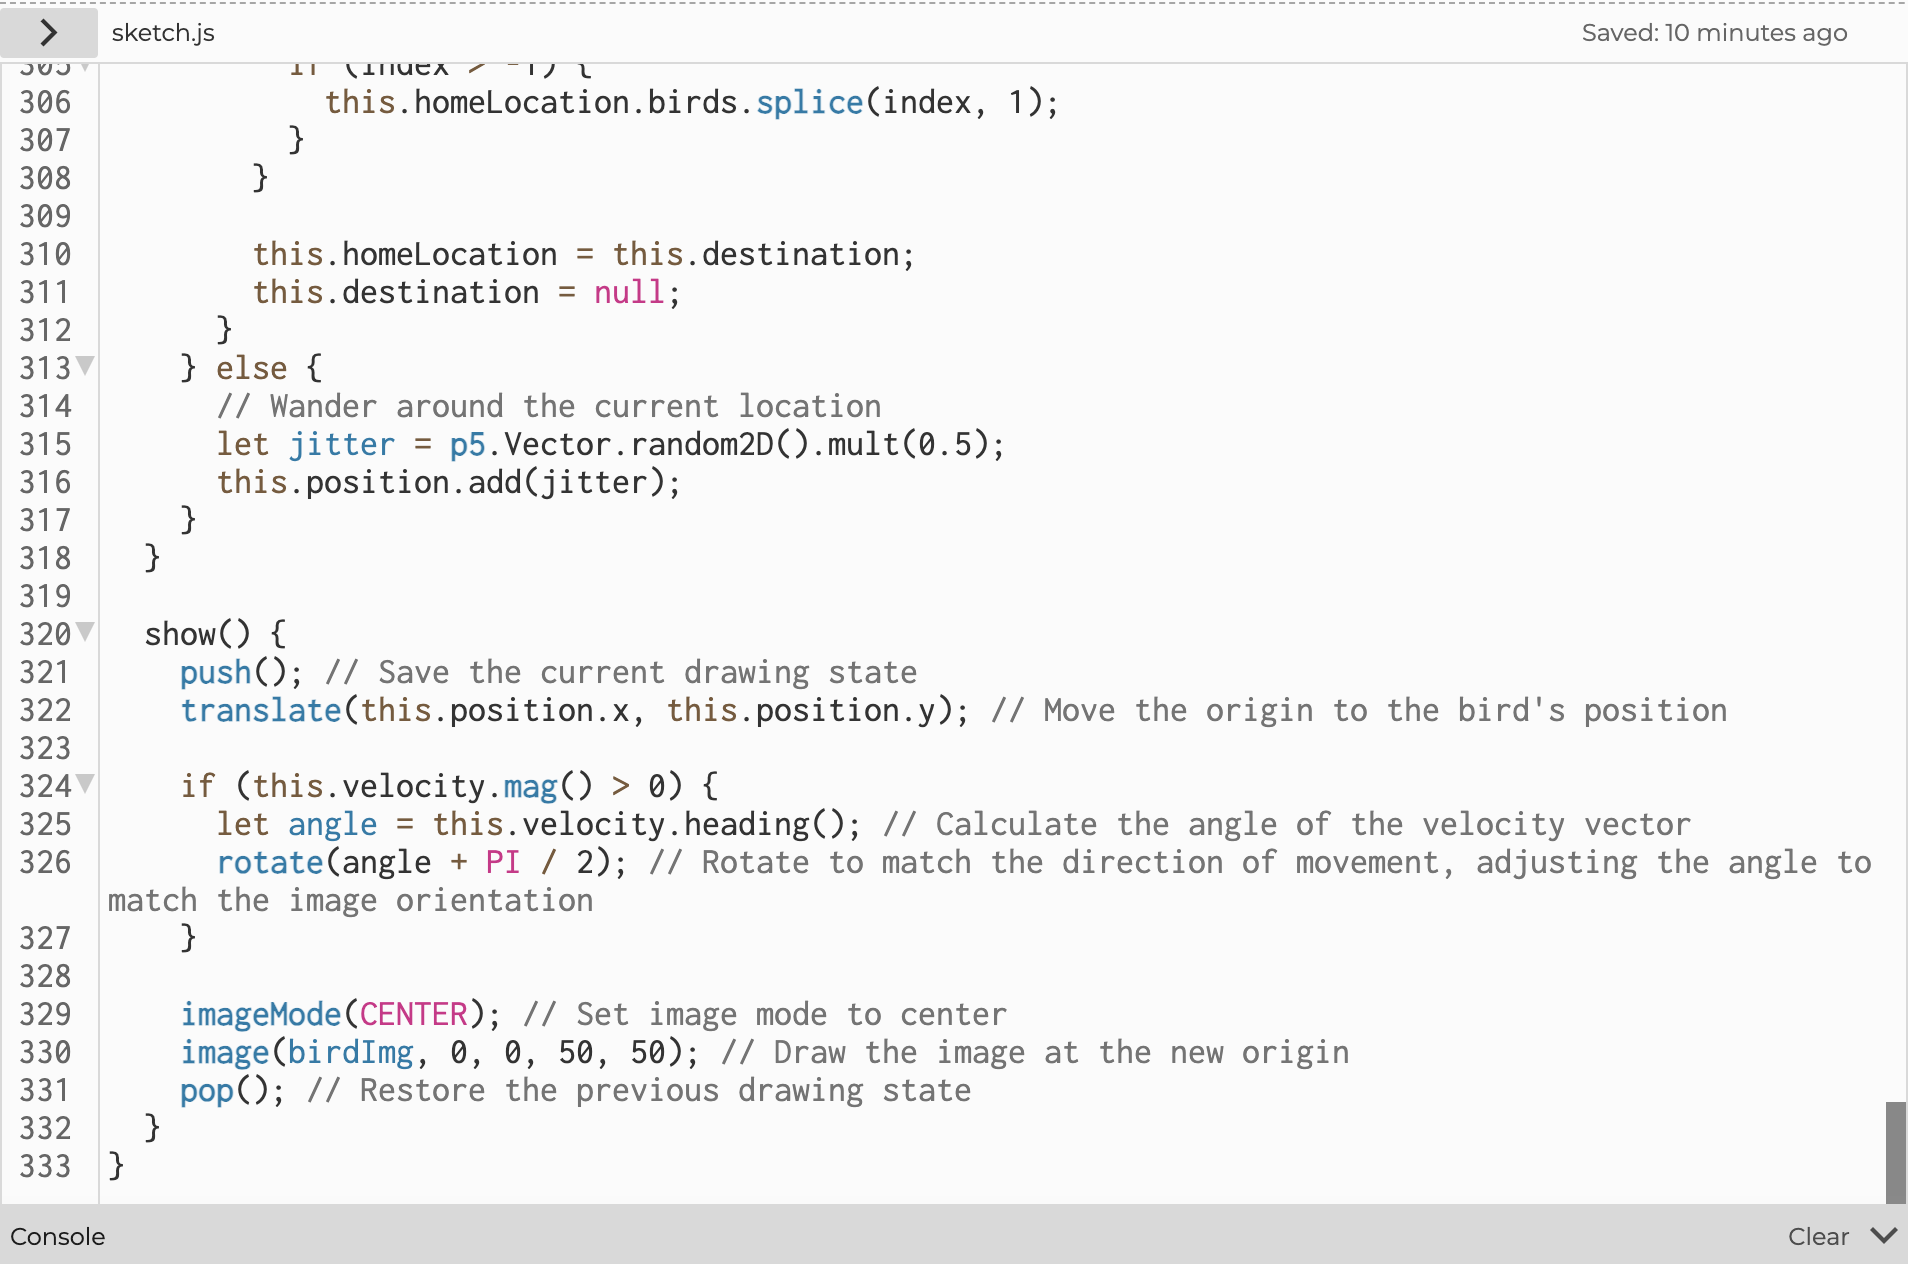 sketch.js
Saved: 10 minutes ago
305 if (index > -1) {
306 this.homeLocation.birds.splice(index, 1);
307 }
308 }
309
310 this.homeLocation = this.destination;
311 this.destination = null;
312 }
313 } else {
314 // Wander around the current location
315 let jitter = p5.Vector.random2D().mult(0.5);
316 this.position.add(jitter);
317 }
318 }
319
320 show() {
321 push(); // Save the current drawing state
322 translate(this.position.x, this.position.y); // Move the origin to the bird's position
323
324 if (this.velocity.mag() > 0) {
325 let angle = this.velocity.heading(); // Calculate the angle of the velocity vector
326 rotate(angle + PI / 2); // Rotate to match the direction of movement, adjusting the angle to
match the image orientation
327 }
328
329 imageMode(CENTER); // Set image mode to center
330 image(birdImg, 0, 0, 50, 50); // Draw the image at the new origin
331 pop(); // Restore the previous drawing state
332 }
333 }
Console
Clear